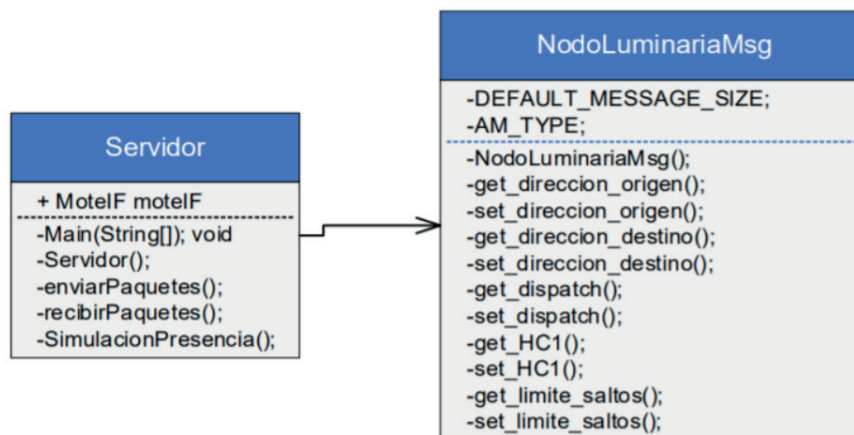 Servidor
+ MoteIF moteIF
-Main(String[]); void
-Servidor();
-enviarPaquetes();
-recibirPaquetes();
-SimulacionPresencia();
NodoLuminariaMsg
-DEFAULT_MESSAGE_SIZE;
-AM_TYPE;
-NodoLuminariaMsg();
-get_direccion_origen();
-set_direccion_origen();
-get_direccion_destino();
-set_direccion_destino();
-get_dispatch();
-set_dispatch();
-get_HC1();
-set_HC1();
-get_limite_saltos();
-set_limite_saltos();